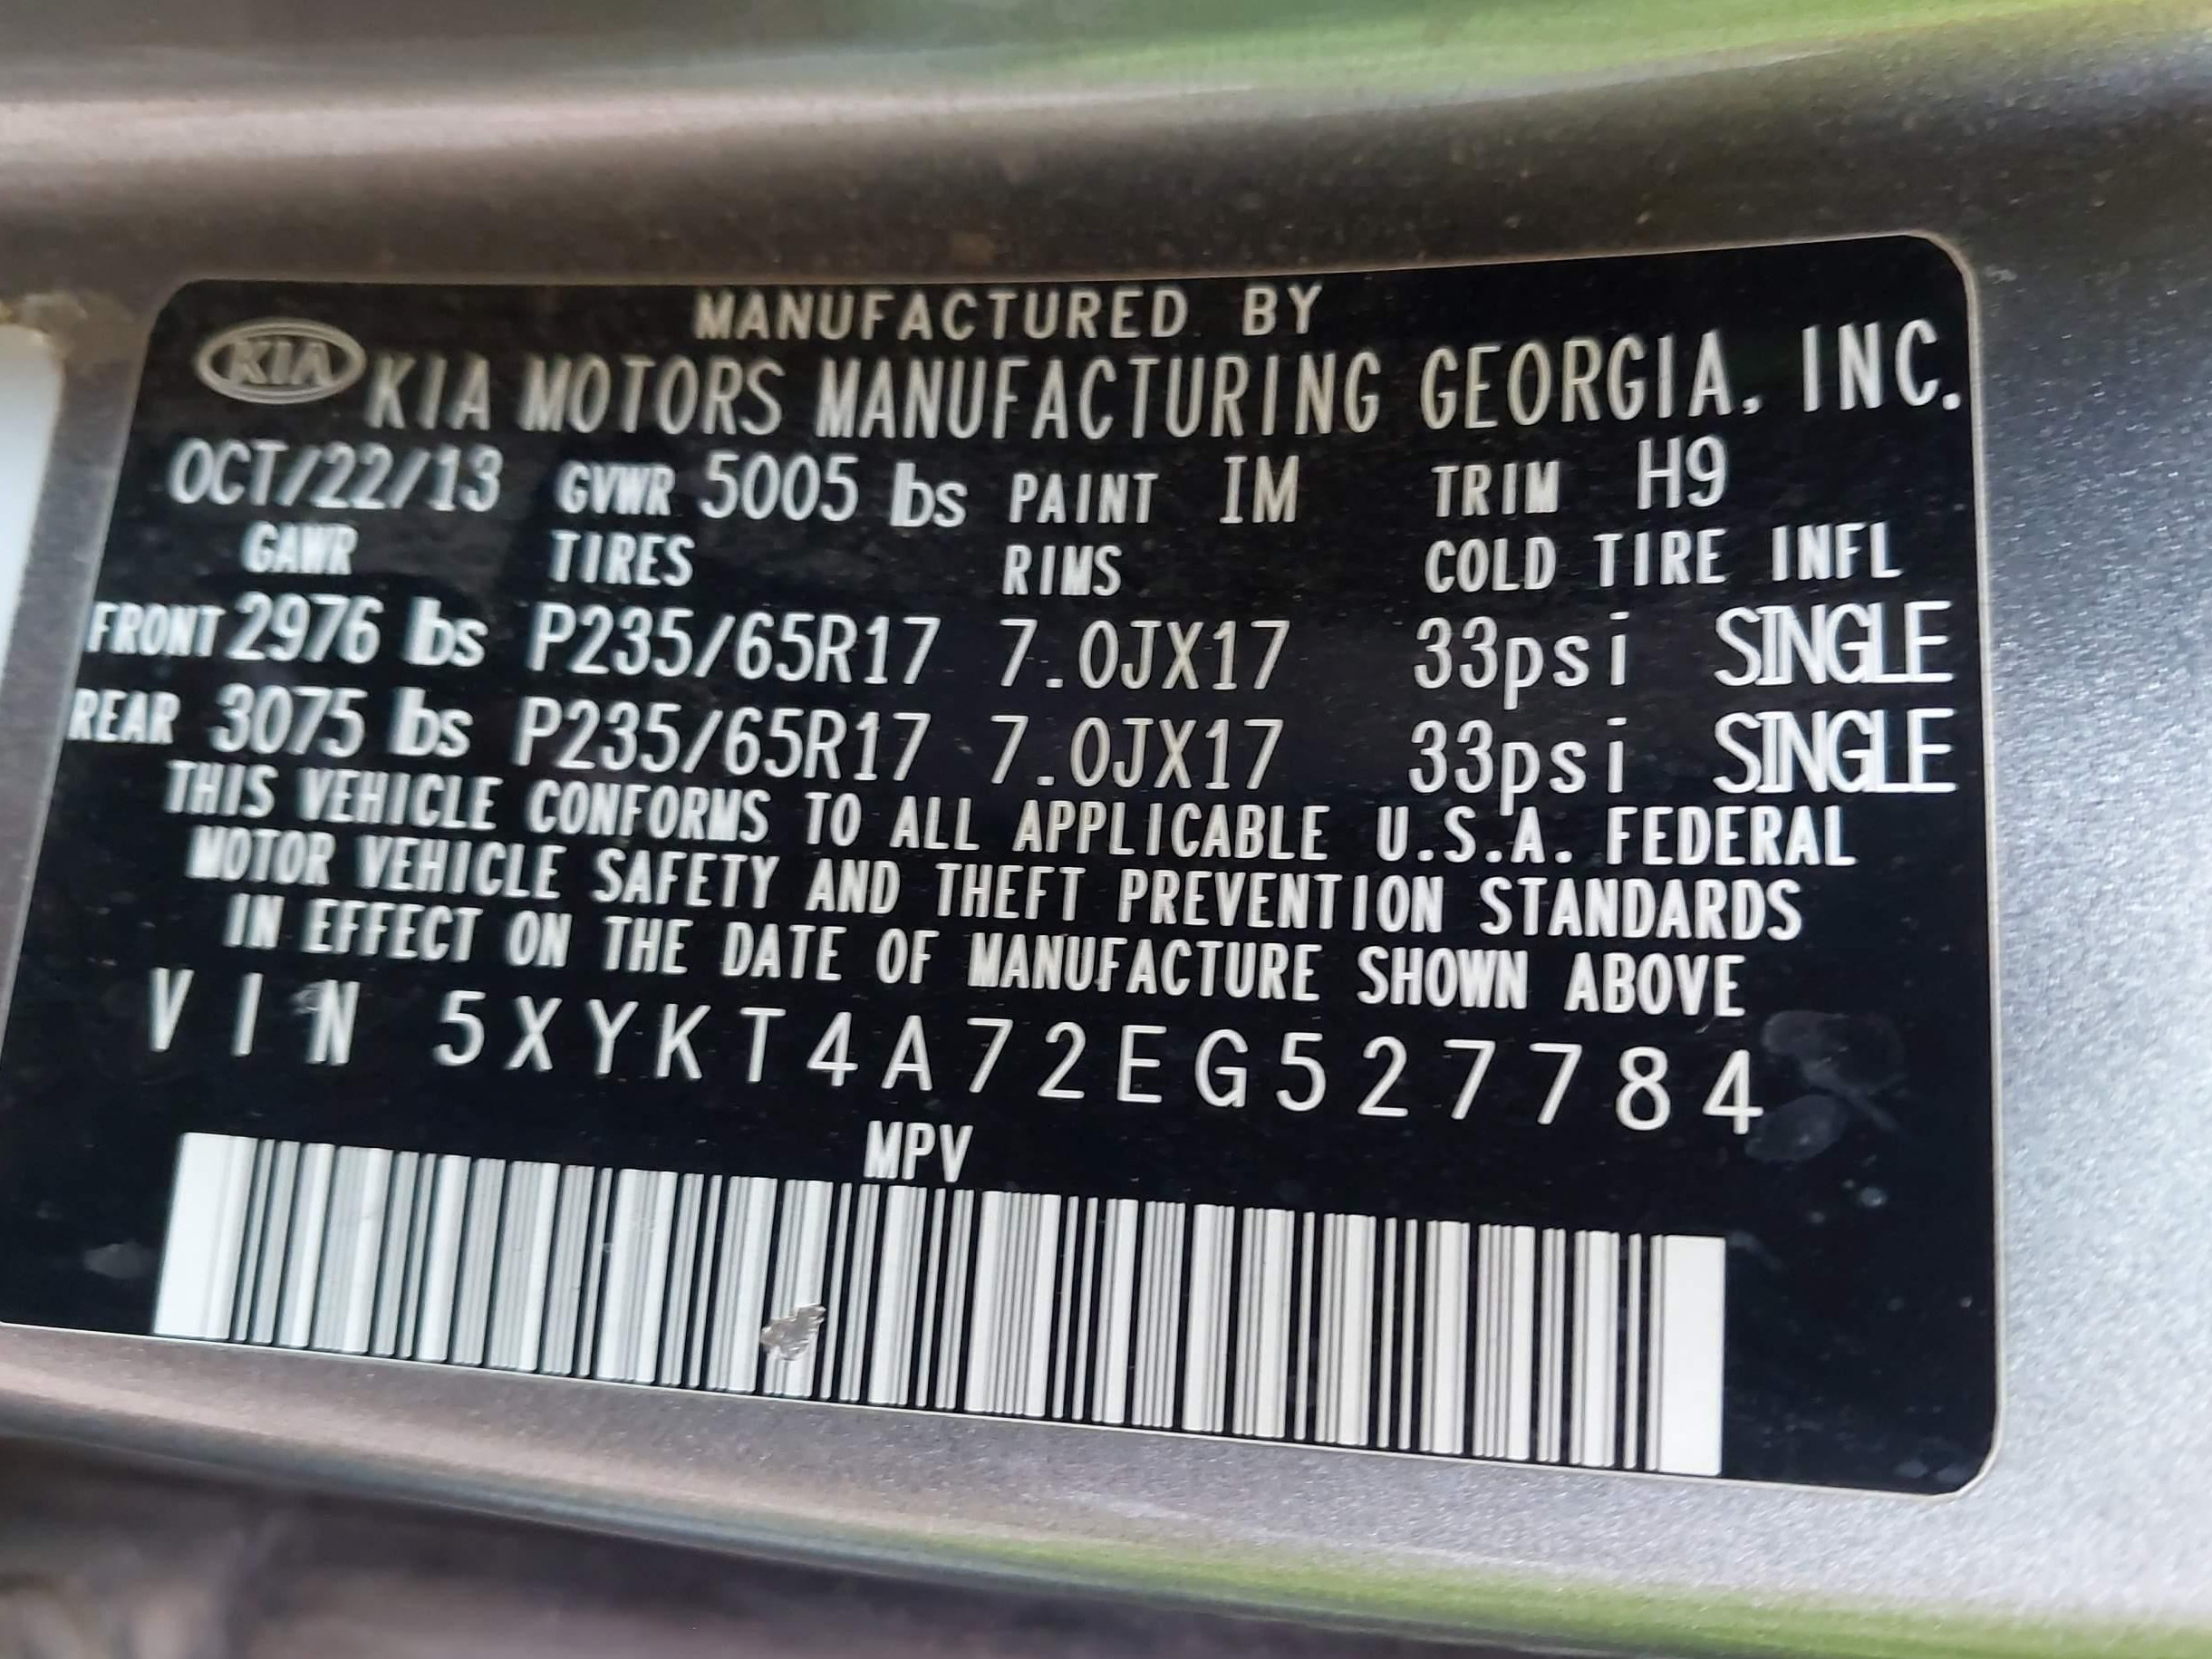 MANUFACTURED BY
KIA KIA MOTORS MANUFACTURING GEORGIA, INC.
OCT/22/13 GVWR 5005 lbs PAINT IM TRIM H9
GAWR TIRES RIMS COLD TIRE INFL
FRONT 2976 lbs P235/65R17 7.0JX17 33psi SINGLE
REAR 3075 lbs P235/65R17 7.0JX17 33psi SINGLE
THIS VEHICLE CONFORMS TO ALL APPLICABLE U.S.A. FEDERAL
MOTOR VEHICLE SAFETY AND THEFT PREVENTION STANDARDS
IN EFFECT ON THE DATE OF MANUFACTURE SHOWN ABOVE
VIN 5XYKT4A72EG527784
MPV